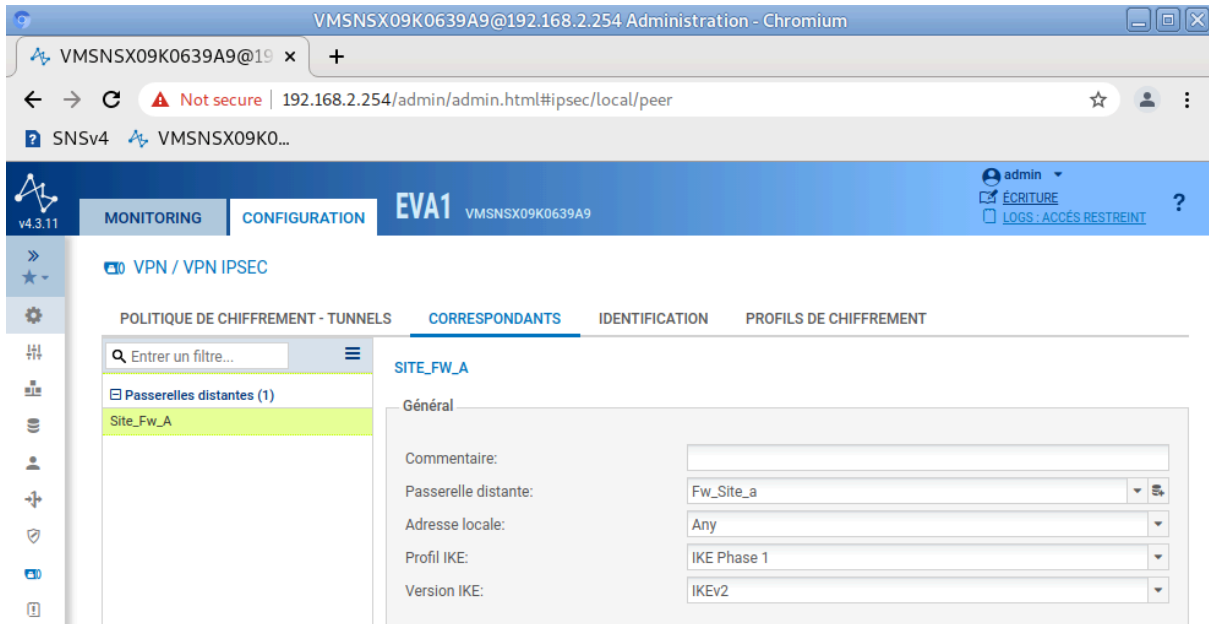 VMSNSX09K0639A9@192.168.2.254 Administration - Chromium
VMSNSX09K0639A9@19
Not secure 192.168.2.254/admin/admin.html#ipsec/local/peer
SNSv4 VMSNSX09K0...
v4.3.11
MONITORING CONFIGURATION EVA1 VMSNSX09K0639A9
admin
ÉCRITURE
LOGS : ACCÉS RESTREINT
?
VPN / VPN IPSEC
POLITIQUE DE CHIFFREMENT - TUNNELS CORRESPONDANTS IDENTIFICATION PROFILS DE CHIFFREMENT
Entrer un filtre...
Passerelles distantes (1)
Site_Fw_A
SITE_FW_A
Général
Commentaire:
Passerelle distante: Fw_Site_a
Adresse locale: Any
Profil IKE: IKE Phase 1
Version IKE: IKEv2